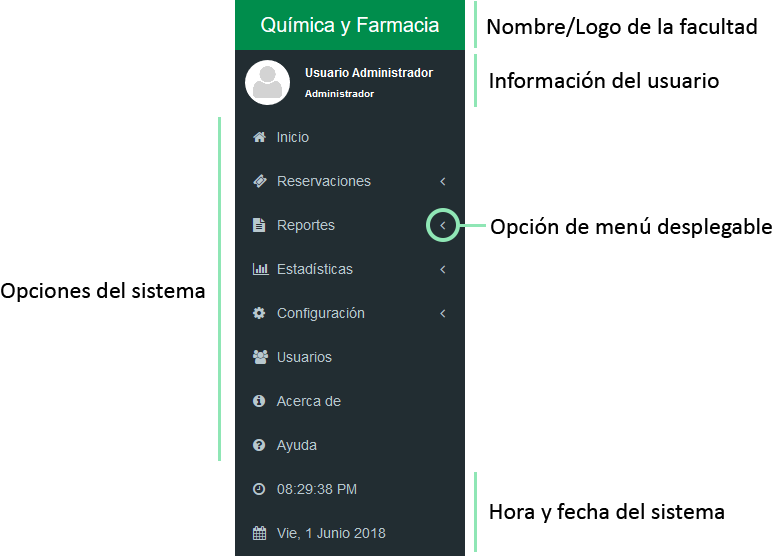 Química y Farmacia
Nombre/Logo de la facultad
Usuario Administrador
Administrador
Información del usuario
Inicio
Reservaciones
Reportes
Opción de menú desplegable
Estadísticas
Opciones del sistema
Configuración
Usuarios
Acerca de
Ayuda
08:29:38 PM
Hora y fecha del sistema
Vie, 1 Junio 2018